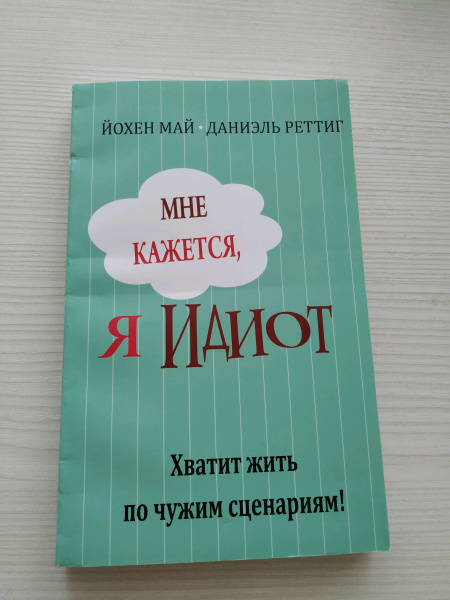 ЙОХЕН МАЙ · ДАНИЭЛЬ РЕТТИГ
МНЕ
КАЖЕТСЯ,
Я ИДИОТ
Хватит жить
по чужим сценариям!